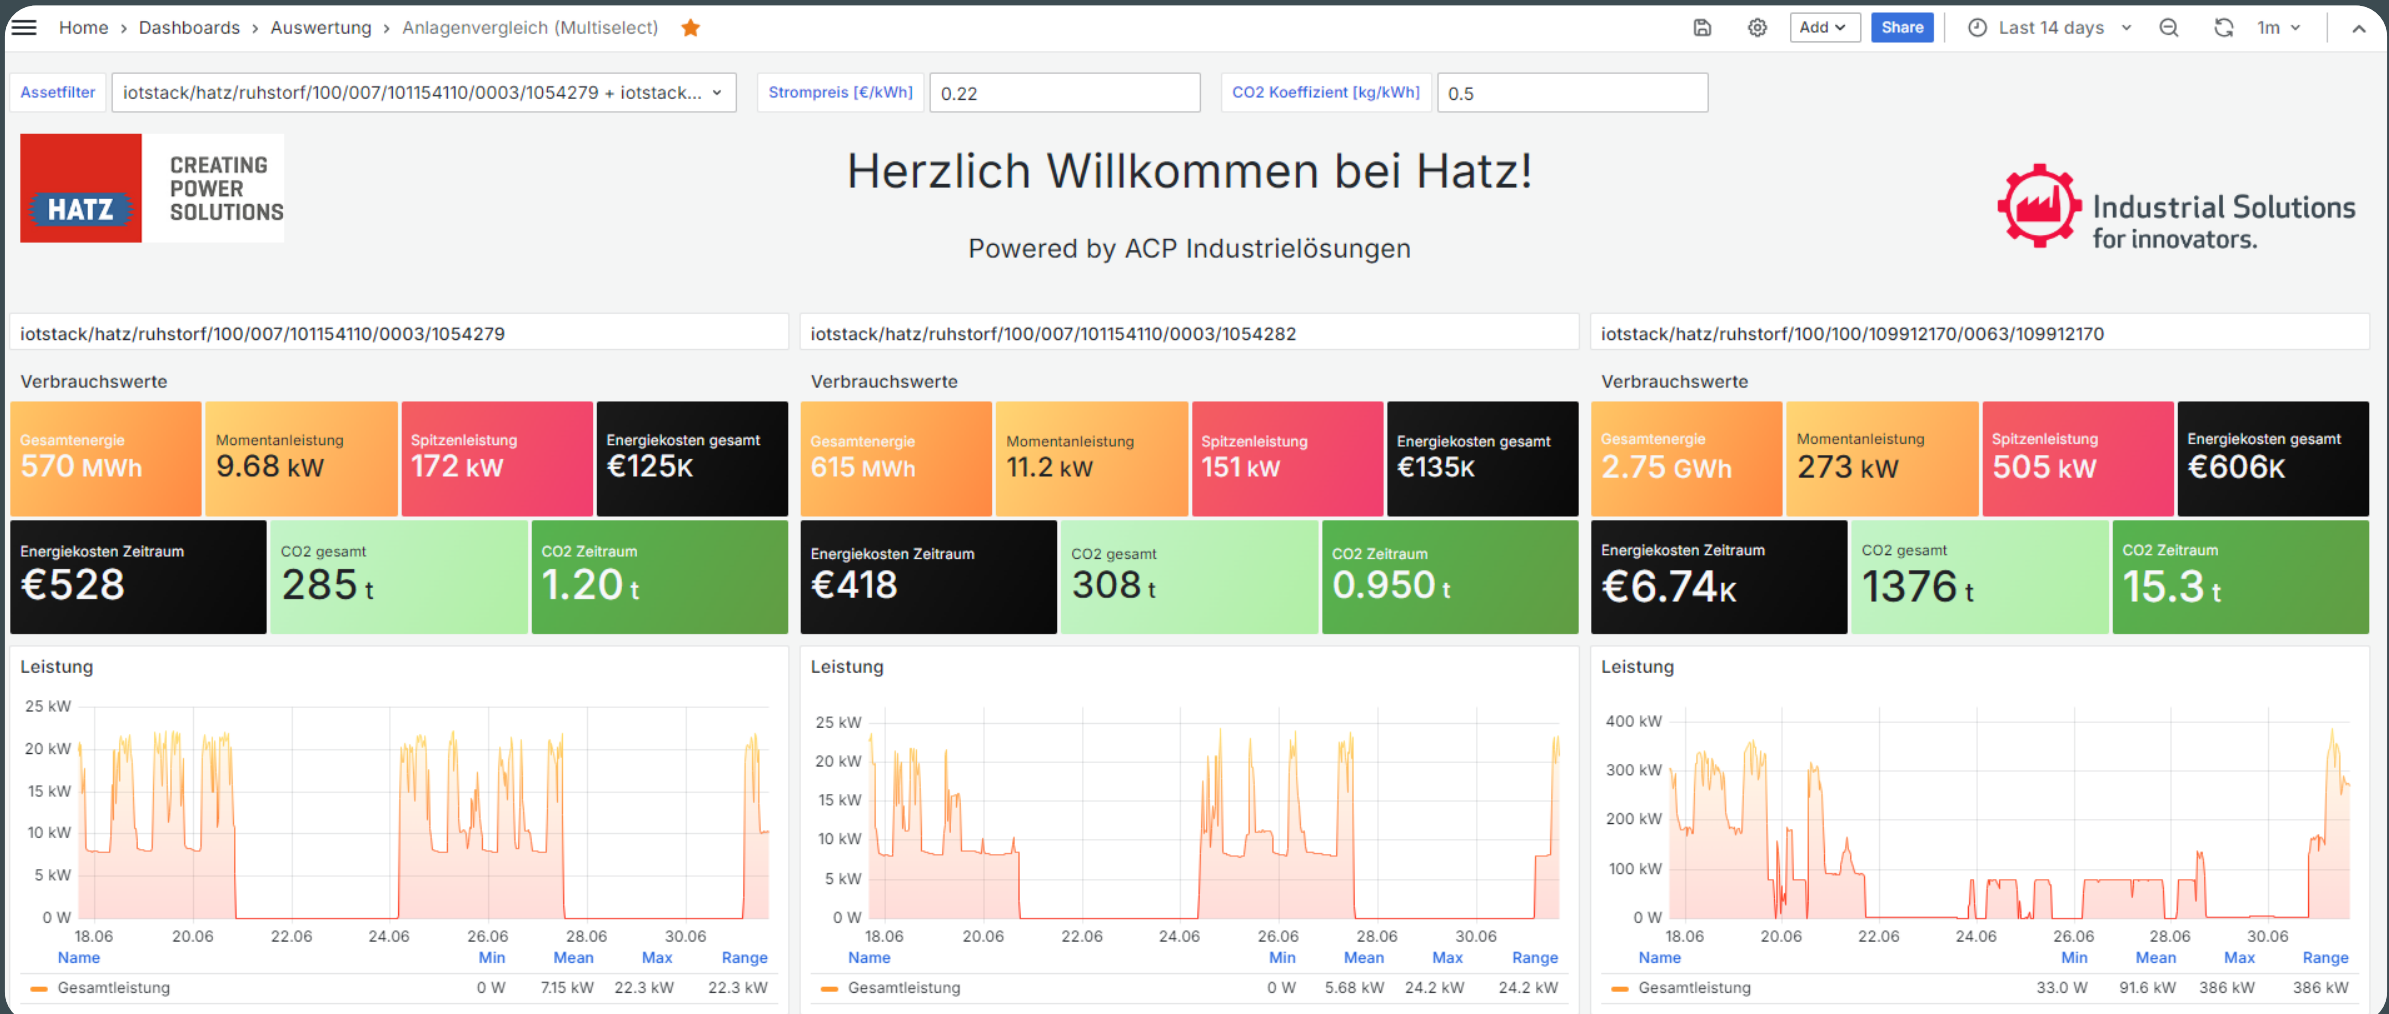 Home › Dashboards › Auswertung › Anlagenvergleich (Multiselect) Add Share Last 14 days 1m
Assetfilter iotstack/hatz/ruhstorf/100/007/101154110/0003/1054279 + iotstack... Strompreis [€/kWh] 0.22 CO2 Koeffizient [kg/kWh] 0.5
HATZ
CREATING
POWER
SOLUTIONS
Herzlich Willkommen bei Hatz!
Powered by ACP Industrielösungen
Industrial Solutions
for innovators.
iotstack/hatz/ruhstorf/100/007/101154110/0003/1054279
Verbrauchswerte
Gesamtenergie
570 MWh
Momentanleistung
9.68 kW
Spitzenleistung
172 kW
Energiekosten gesamt
€125K
Energiekosten Zeitraum
€528
CO2 gesamt
285 t
CO2 Zeitraum
1.20 t
Leistung
25 kW
20 kW
15 kW
10 kW
5 kW
0 W
18.06 20.06 22.06 24.06 26.06 28.06 30.06
Name Min Mean Max Range
Gesamtleistung 0 W 7.15 kW 22.3 kW 22.3 kW
iotstack/hatz/ruhstorf/100/007/101154110/0003/1054282
Verbrauchswerte
Gesamtenergie
615 MWh
Momentanleistung
11.2 kW
Spitzenleistung
151 kW
Energiekosten gesamt
€135K
Energiekosten Zeitraum
€418
CO2 gesamt
308 t
CO2 Zeitraum
0.950 t
Leistung
25 kW
20 kW
15 kW
10 kW
5 kW
0 W
18.06 20.06 22.06 24.06 26.06 28.06 30.06
Name Min Mean Max Range
Gesamtleistung 0 W 5.68 kW 24.2 kW 24.2 kW
iotstack/hatz/ruhstorf/100/100/109912170/0063/109912170
Verbrauchswerte
Gesamtenergie
2.75 GWh
Momentanleistung
273 kW
Spitzenleistung
505 kW
Energiekosten gesamt
€606K
Energiekosten Zeitraum
€6.74K
CO2 gesamt
1376 t
CO2 Zeitraum
15.3 t
Leistung
400 kW
300 kW
200 kW
100 kW
0 W
18.06 20.06 22.06 24.06 26.06 28.06 30.06
Name Min Mean Max Range
Gesamtleistung 33.0 W 91.6 kW 386 kW 386 kW